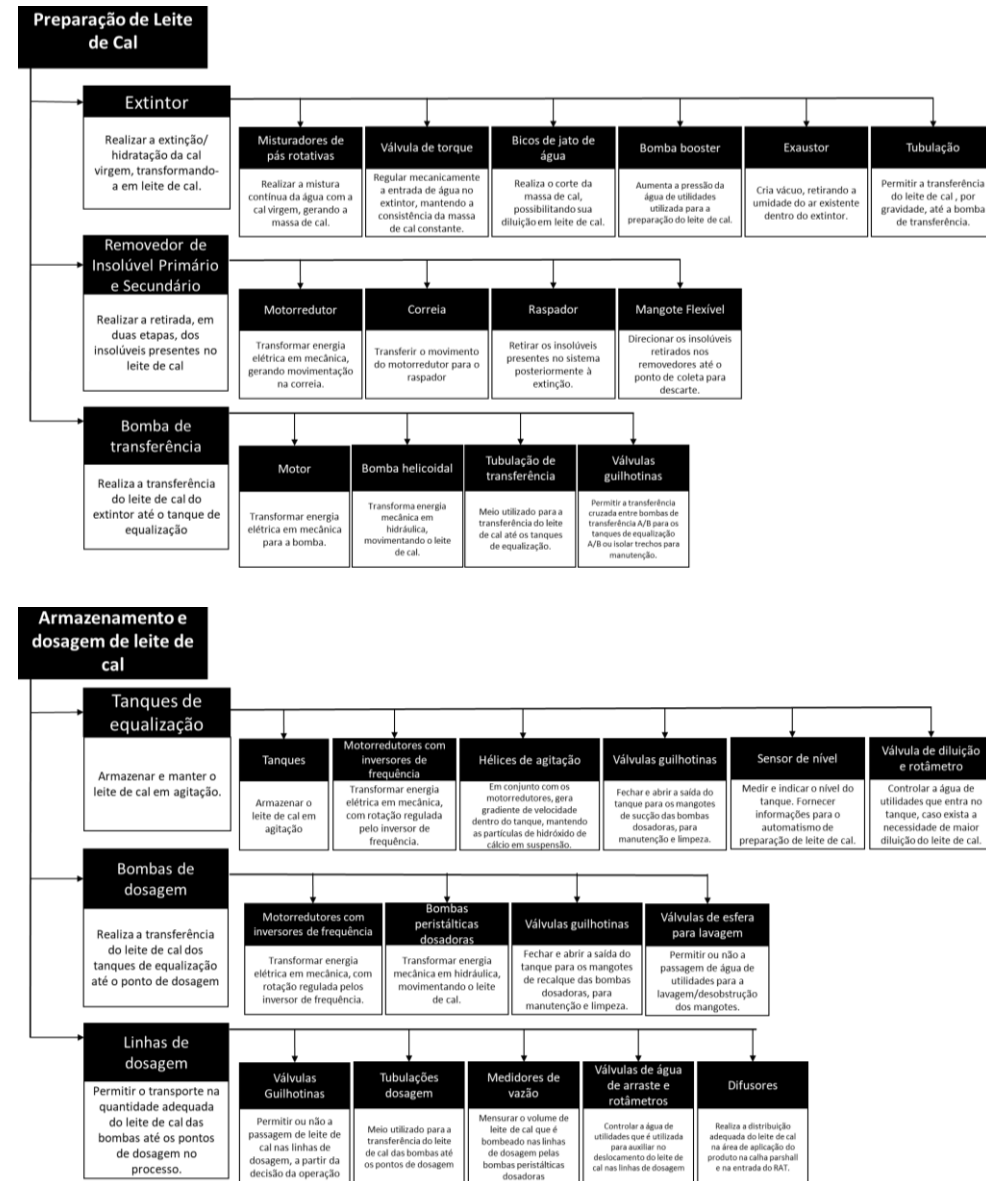 Preparação de Leite
de Cal
Extintor
Realizar a extinção/
hidratação da cal
virgem, transformando-
a em leite de cal.
Misturadores de
pás rotativas
Realizar a mistura
contínua da água com a
cal virgem, gerando a
massa de cal.
Válvula de torque
Regular mecanicamente
a entrada de água no
extintor, mantendo a
consistência da massa
de cal constante.
Bicos de jato de
água
Realiza o corte da
massa de cal,
possibilitando sua
diluição em leite de cal.
Bomba booster
Aumenta a pressão da
água de utilidades
utilizada para a
preparação do leite de cal.
Exaustor
Cria vácuo, retirando a
umidade do ar existente
dentro do extintor.
Tubulação
Permitir a transferência
do leite de cal , por
gravidade, até a bomba
de transferência.
Removedor de
Insolúvel Primário
e Secundário
Realizar a retirada, em
duas etapas, dos
insolúveis presentes no
leite de cal
Motorredutor
Transformar energia
elétrica em mecânica,
gerando movimentação
na correia.
Correia
Transferir o movimento
do motorredutor para o
raspador
Raspador
Retirar os insolúveis
presentes no sistema
posteriormente à
extinção.
Mangote Flexível
Direcionar os insolúveis
retirados nos
removedores até o
ponto de coleta para
descarte.
Bomba de
transferência
Realiza a transferência
do leite de cal do
extintor até o tanque de
equalização
Motor
Transformar energia
elétrica em mecânica
para a bomba.
Bomba helicoidal
Transforma energia
mecânica em
hidráulica,
movimentando o leite
de cal.
Tubulação de
transferência
Meio utilizado para a
transferência do leite
de cal até os tanques
de equalização.
Válvulas
guilhotinas
Permitir a transferência
cruzada entre bombas de
transferência A/B para os
tanques de equalização
A/B ou isolar trechos para
manutenção.
Armazenamento e
dosagem de leite de
cal
Tanques de
equalização
Armazenar e manter o
leite de cal em agitação.
Tanques
Armazenar o
leite de cal em
agitação
Motorredutores com
inversores de
frequência
Transformar energia
elétrica em mecânica,
com rotação regulada
pelo inversor de
frequência.
Hélices de agitação
Em conjunto com os
motorredutores, gera
gradiente de velocidade
dentro do tanque, mantendo
as partículas de hidróxido de
cálcio em suspensão.
Válvulas guilhotinas
Fechar e abrir a saída do
tanque para os mangotes
de sucção das bombas
dosadoras, para
manutenção e limpeza.
Sensor de nível
Medir e indicar o nível do
tanque. Fornecer
informações para o
automatismo de
preparação de leite de cal.
Válvula de diluição
e rotâmetro
Controlar a água de
utilidades que entra no
tanque, caso exista a
necessidade de maior
diluição do leite de cal.
Bombas de
dosagem
Realiza a transferência
do leite de cal dos
tanques de equalização
até o ponto de dosagem
Motorredutores com
inversores de frequência
Transformar energia
elétrica em mecânica, com
rotação regulada pelos
inversor de frequência.
Bombas
peristálticas
dosadoras
Transformar energia
mecânica em hidráulica,
movimentando o leite
de cal.
Válvulas guilhotinas
Fechar e abrir a saída do
tanque para os mangotes
de recalque das bombas
dosadoras, para
manutenção e limpeza.
Válvulas de esfera
para lavagem
Permitir ou não a
passagem de água de
utilidades para a
lavagem/desobstrução
dos mangotes.
Linhas de
dosagem
Permitir o transporte na
quantidade adequada
do leite de cal das
bombas até os pontos
de dosagem no
processo.
Válvulas
Guilhotinas
Permitir ou não a
passagem de leite de
cal nas linhas de
dosagem, a partir da
decisão da operação
Tubulações
dosagem
Meio utilizado para a
transferência do leite
de cal das bombas até
os pontos de dosagem
Medidores de
vazão
Mensurar o volume de
leite de cal que é
bombeado nas linhas
de dosagem pelas
bombas peristálticas
dosadoras
Válvulas de água
de arraste e
rotâmetros
Controlar a água de
utilidades que é utilizada
para auxiliar no
deslocamento do leite de
cal nas linhas de dosagem
Difusores
Realiza a distribuição
adequada do leite de cal
na área de aplicação do
produto na calha parshall
e na entrada do RAT.